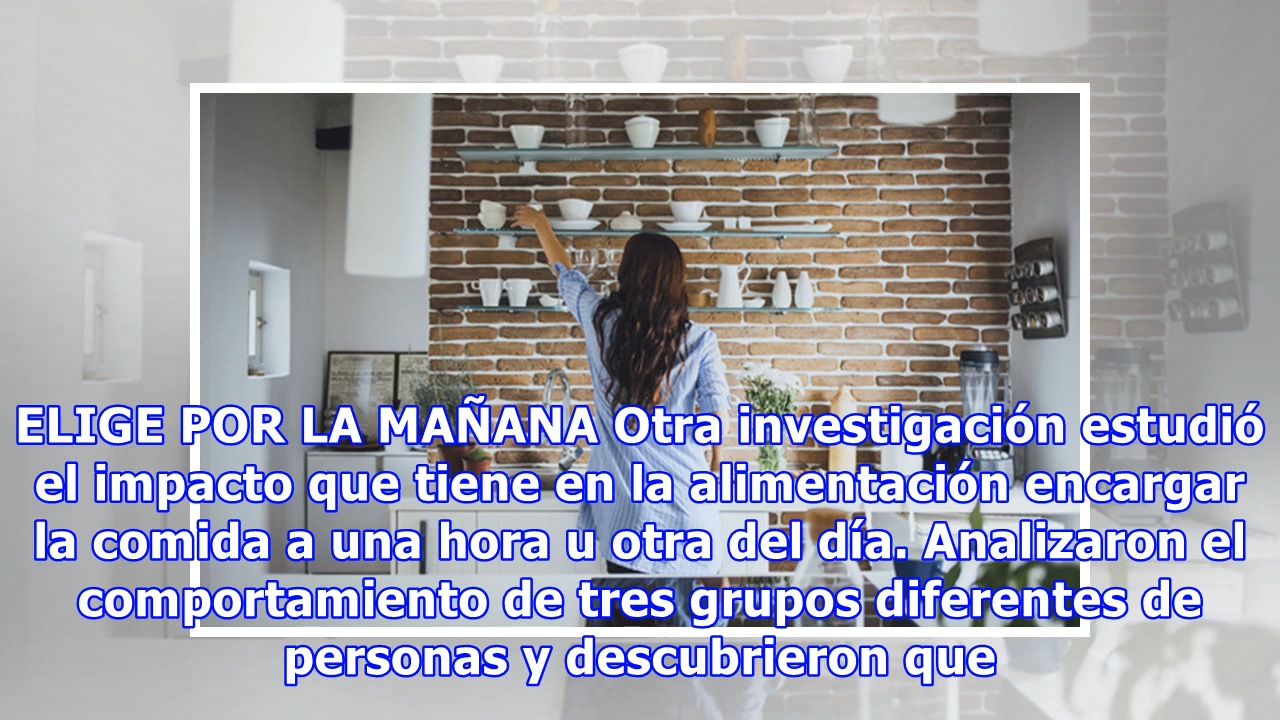 ELIGE POR LA MAÑANA Otra investigación estudió
el impacto que tiene en la alimentación encargar
la comida a una hora u otra del día. Analizaron el
comportamiento de tres grupos diferentes de
personas y descubrieron que